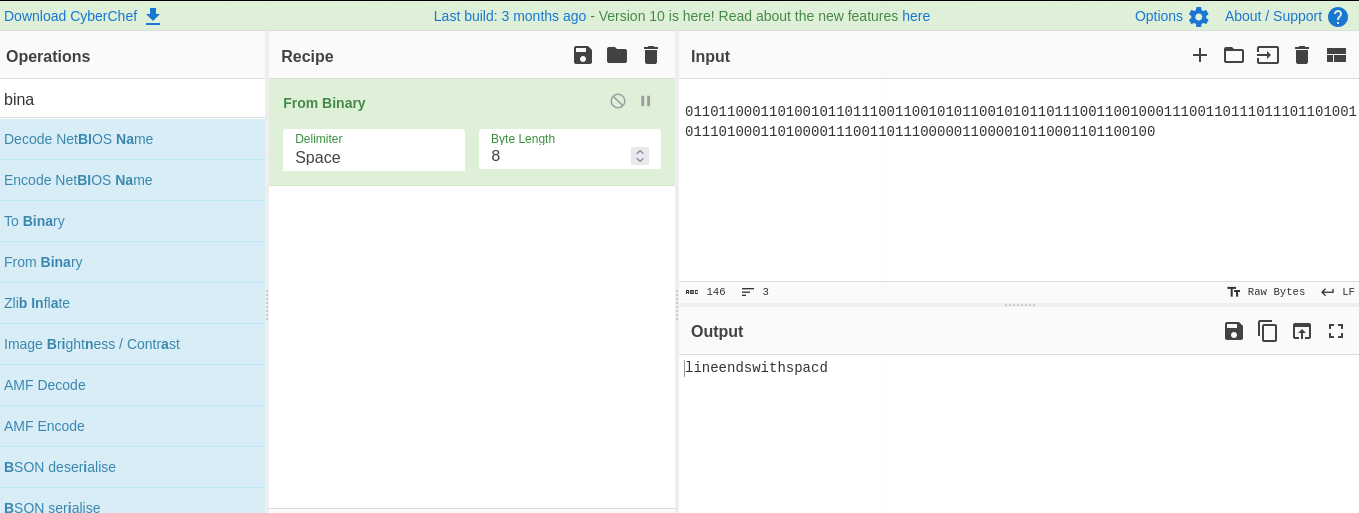 Download CyberChef
Last build: 3 months ago - Version 10 is here! Read about the new features here
Options
About / Support
Operations
bina
Decode NetBIOS Name
Encode NetBIOS Name
To Binary
From Binary
Zlib Inflate
Image Brightness / Contrast
AMF Decode
AMF Encode
BSON deserialise
BSON serialise
Recipe
From Binary
Delimiter
Space
Byte Length
8
Input
01101100011010010110111001100101011001010110111001100100011100110111011101101001
01110100011010000111001101110000011000010110001101100100
ABC 146
3
Raw Bytes
LF
Output
lineendswithspacd